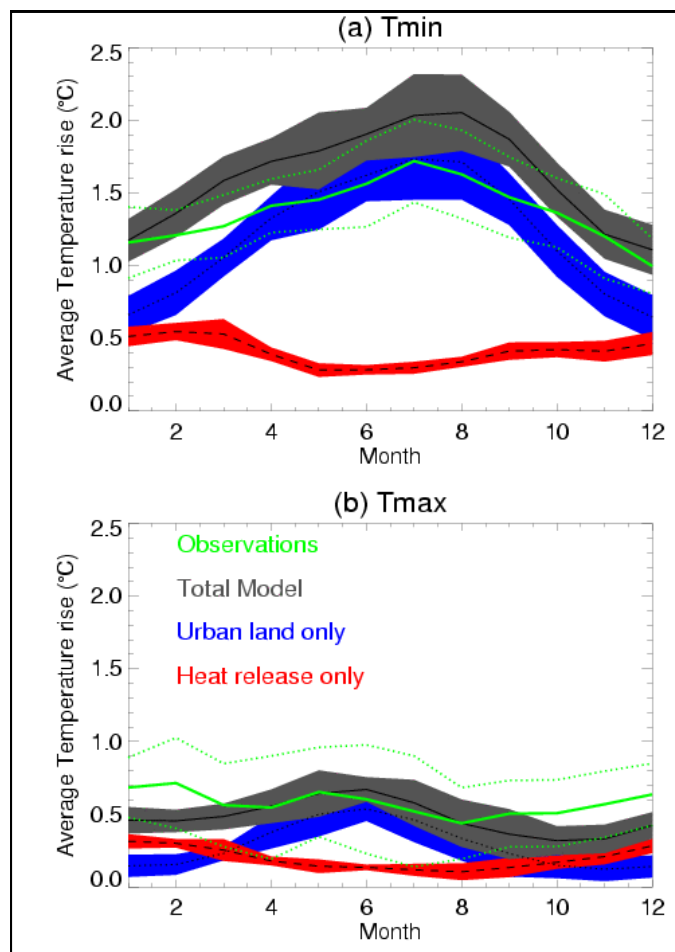 (a) Tmin
Average Temperature rise (°C)
2.5
2.0
1.5
1.0
0.5
0.0
2 4 6 8 10 12
Month
(b) Tmax
Average Temperature rise (°C)
2.5
2.0
1.5
1.0
0.5
0.0
Observations
Total Model
Urban land only
Heat release only
2 4 6 8 10 12
Month